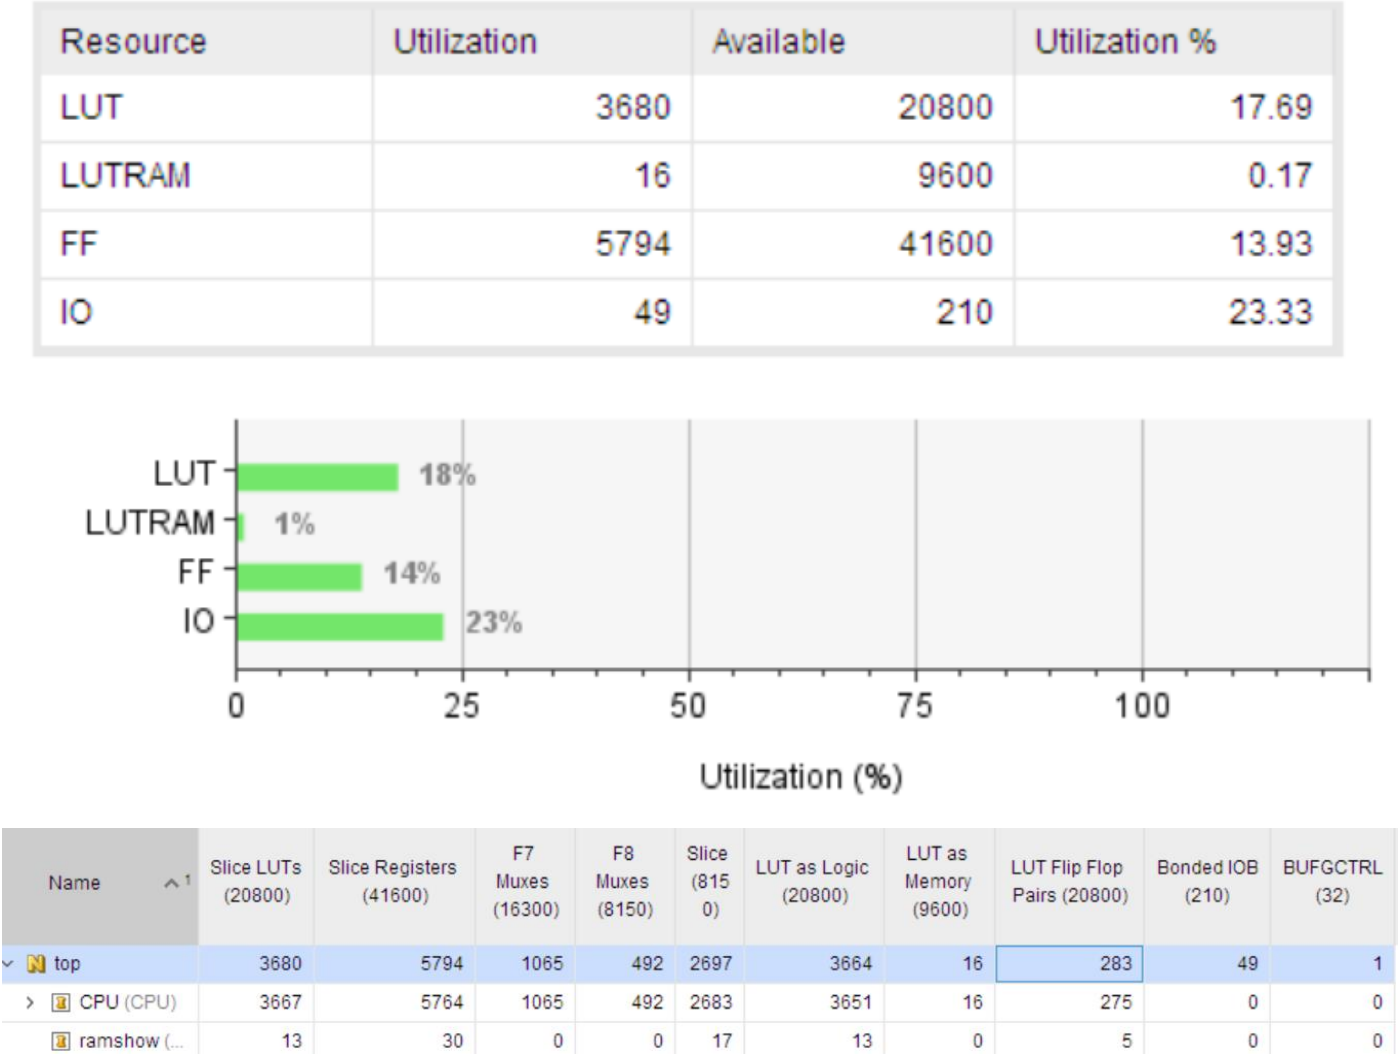 Resource Utilization Available Utilization %
LUT 3680 20800 17.69
LUTRAM 16 9600 0.17
FF 5794 41600 13.93
IO 49 210 23.33
LUT 18%
LUTRAM 1%
FF 14%
IO 23%
0 25 50 75 100
Utilization (%)
Name 1 Slice LUTs (20800) Slice Registers (41600) F7 Muxes (16300) F8 Muxes (8150) Slice (8150) LUT as Logic (20800) LUT as Memory (9600) LUT Flip Flop Pairs (20800) Bonded IOB (210) BUFGCTRL (32)
N top 3680 5794 1065 492 2697 3664 16 283 49 1
CPU (CPU) 3667 5764 1065 492 2683 3651 16 275 0 0
ramshow (... 13 30 0 0 17 13 0 5 0 0